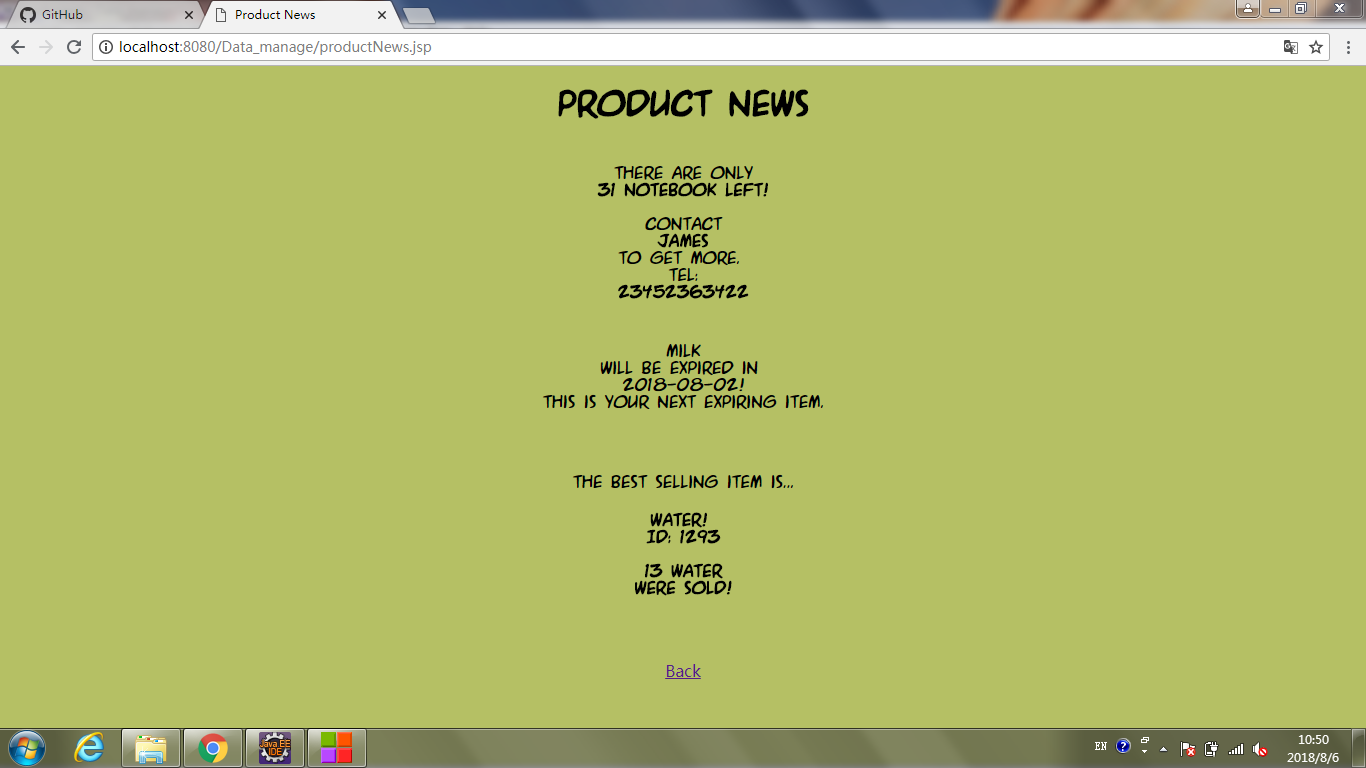 GitHub
Product News
localhost:8080/Data_manage/productNews.jsp
PRODUCT NEWS
THERE ARE ONLY
31 NOTEBOOK LEFT!
CONTACT
JAMES
TO GET MORE.
TEL:
23452363422
MILK
WILL BE EXPIRED IN
2018-08-02!
THIS IS YOUR NEXT EXPIRING ITEM.
THE BEST SELLING ITEM IS...
WATER!
ID: 1293
13 WATER
WERE SOLD!
Back
Java EE
IDE
EN
10:50
2018/8/6